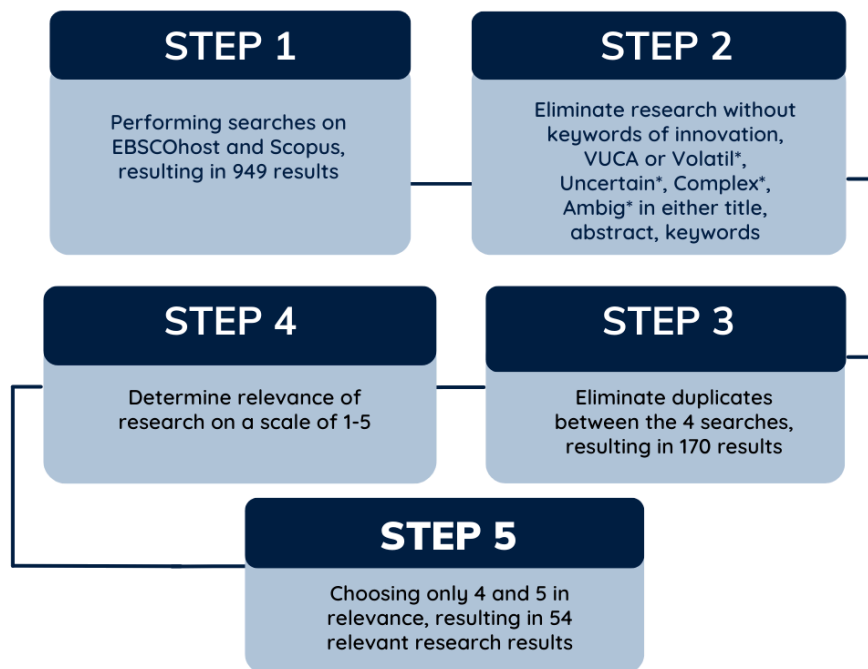 STEP 1
Performing searches on
EBSCOhost and Scopus,
resulting in 949 results
STEP 2
Eliminate research without
keywords of innovation,
VUCA or Volatil*,
Uncertain*, Complex*,
Ambig* in either title,
abstract, keywords
STEP 3
Eliminate duplicates
between the 4 searches,
resulting in 170 results
STEP 4
Determine relevance of
research on a scale of 1-5
STEP 5
Choosing only 4 and 5 in
relevance, resulting in 54
relevant research results